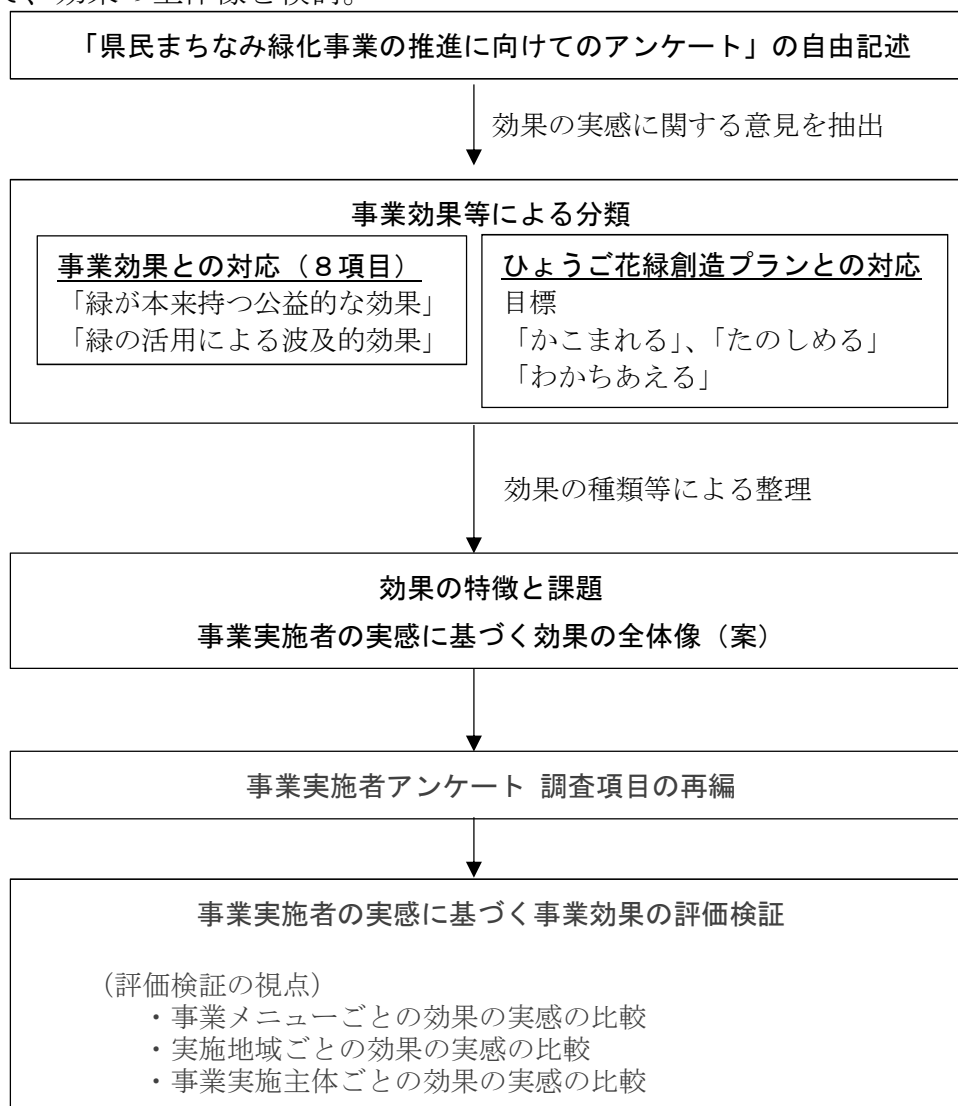 、効果の全体像を検討。
「県民まちなみ緑化事業の推進に向けてのアンケート」の自由記述
効果の実感に関する意見を抽出
事業効果等による分類
事業効果との対応（８項目）
「緑が本来持つ公益的な効果」
「緑の活用による波及的効果」
ひょうご花緑創造プランとの対応
目標
「かこまれる」、「たのしめる」
「わかちあえる」
効果の種類等による整理
効果の特徴と課題
事業実施者の実感に基づく効果の全体像（案）
事業実施者アンケート 調査項目の再編
事業実施者の実感に基づく事業効果の評価検証
（評価検証の視点）
・事業メニューごとの効果の実感の比較
・実施地域ごとの効果の実感の比較
・事業実施主体ごとの効果の実感の比較